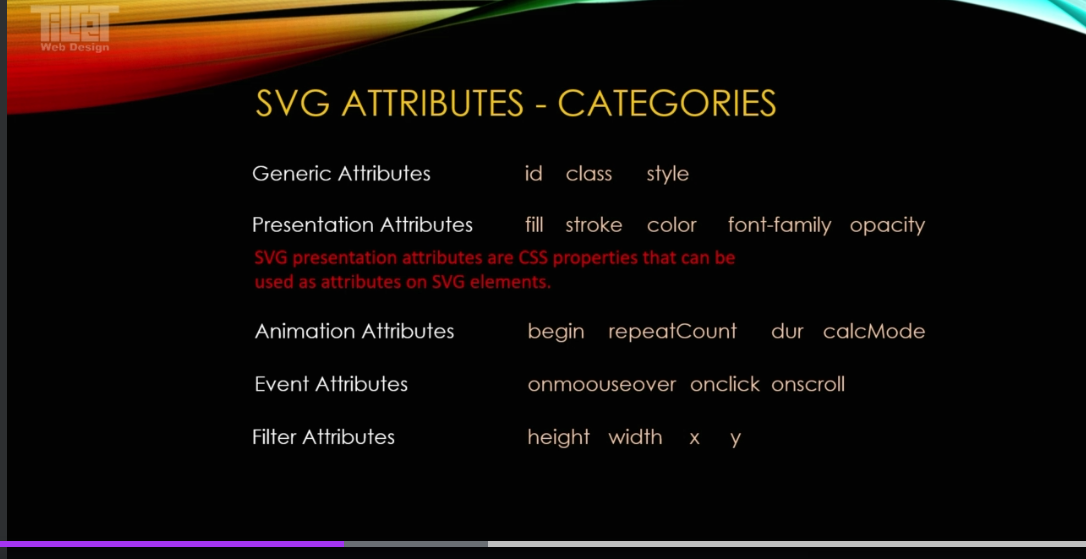 TILLET
Web Design
SVG ATTRIBUTES - CATEGORIES
Generic Attributes id class style
Presentation Attributes fill stroke color font-family opacity
SVG presentation attributes are CSS properties that can be
used as attributes on SVG elements.
Animation Attributes begin repeatCount dur calcMode
Event Attributes onmoouseover onclick onscroll
Filter Attributes height width x y